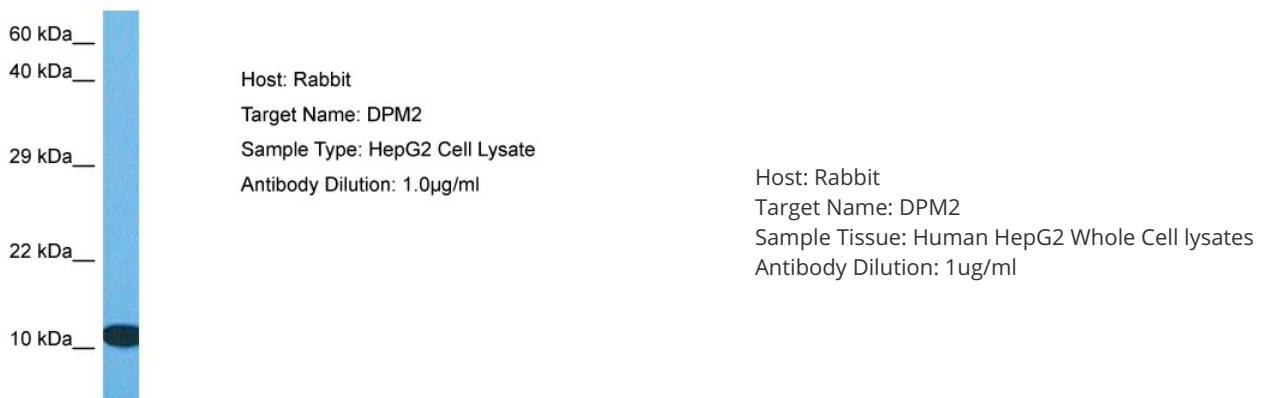 60 kDa__
40 kDa__
29 kDa__
22 kDa__
10 kDa__
Host: Rabbit
Target Name: DPM2
Sample Type: HepG2 Cell Lysate
Antibody Dilution: 1.0µg/ml
Host: Rabbit
Target Name: DPM2
Sample Tissue: Human HepG2 Whole Cell lysates
Antibody Dilution: 1ug/ml